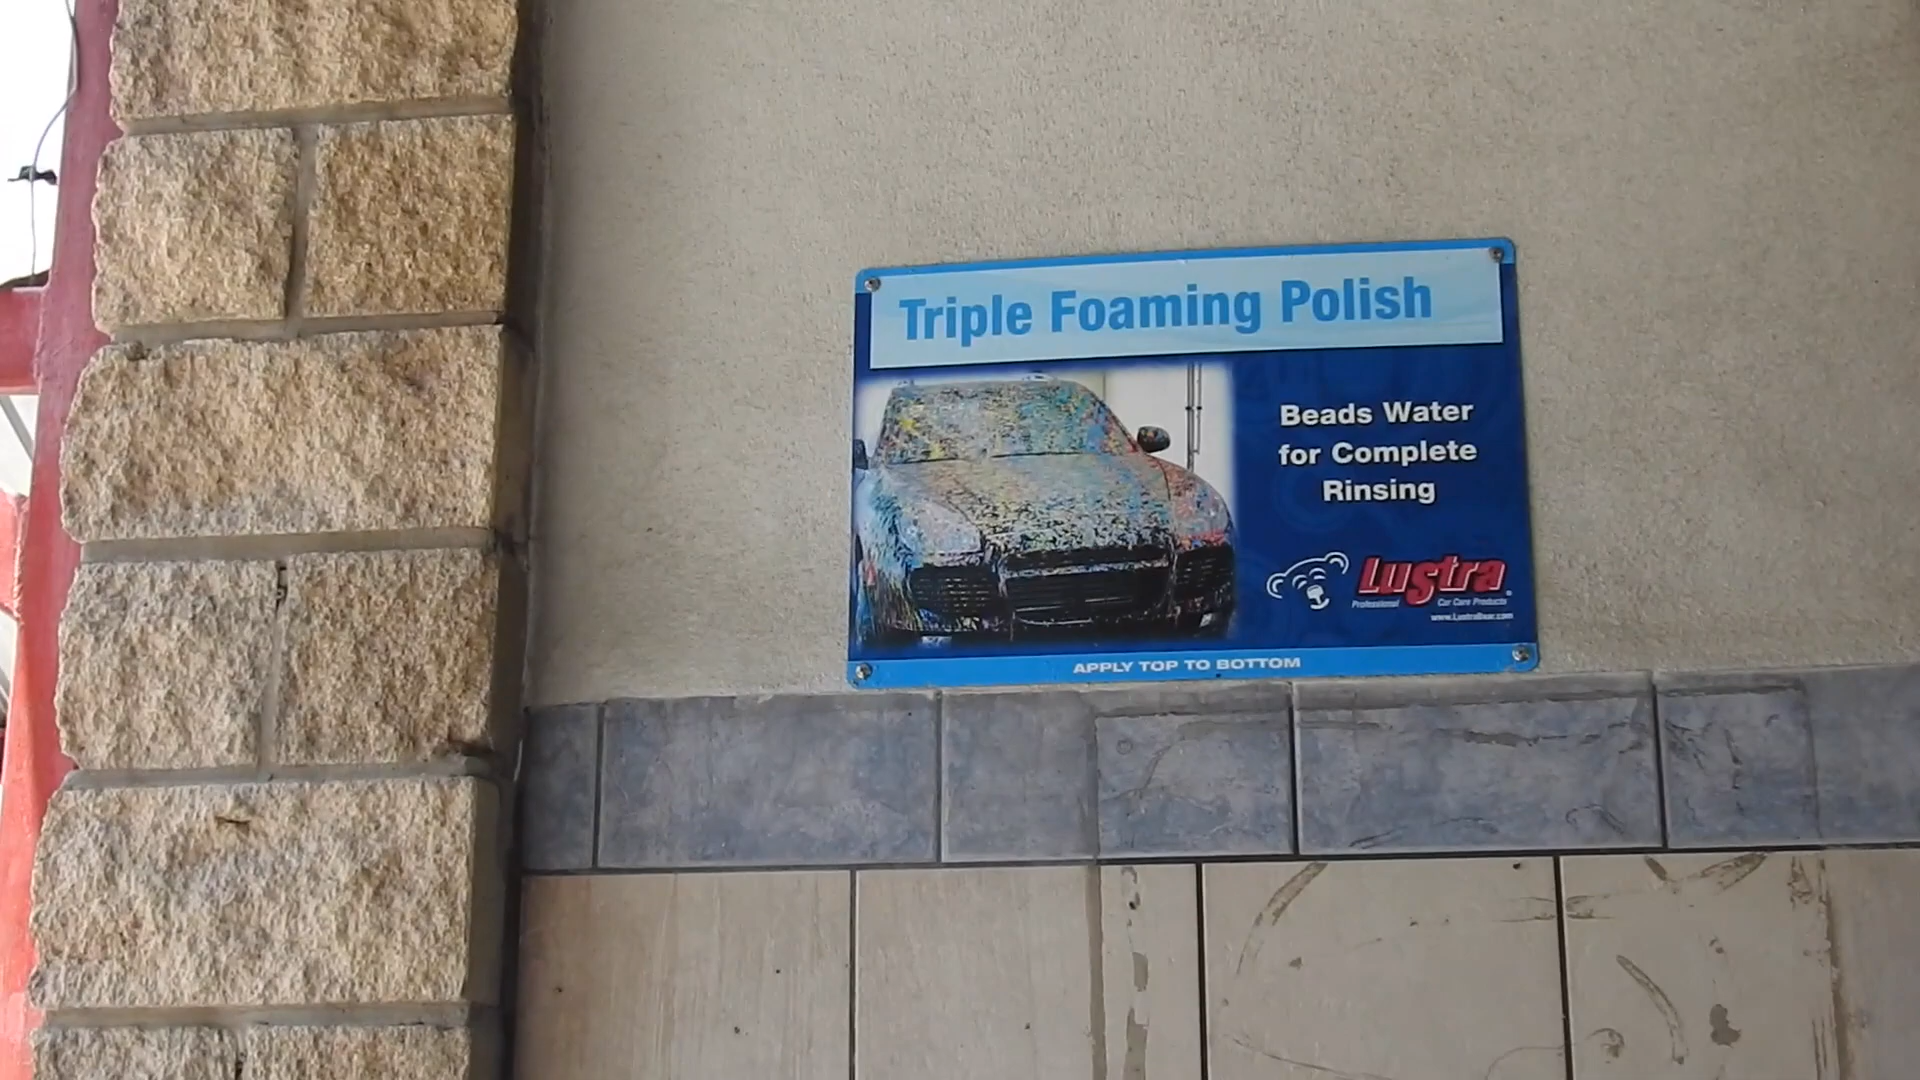 Triple Foaming Polish
Beads Water
for Complete
Rinsing
Lustra®
Professional Car Care Products
www.LustraBear.com
APPLY TOP TO BOTTOM